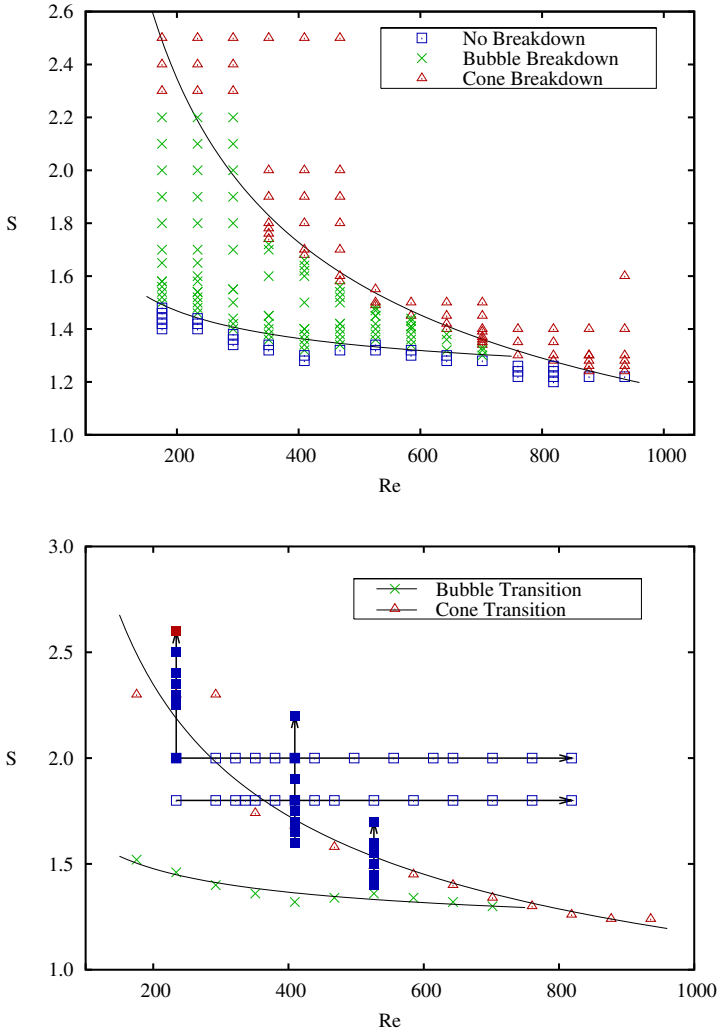 2.6
2.4
2.2
2.0
1.8
1.6
1.4
1.2
1.0
S
No Breakdown
Bubble Breakdown
Cone Breakdown
200 400 600 800 1000
Re
3.0
2.5
2.0
1.5
1.0
S
Bubble Transition
Cone Transition
200 400 600 800 1000
Re